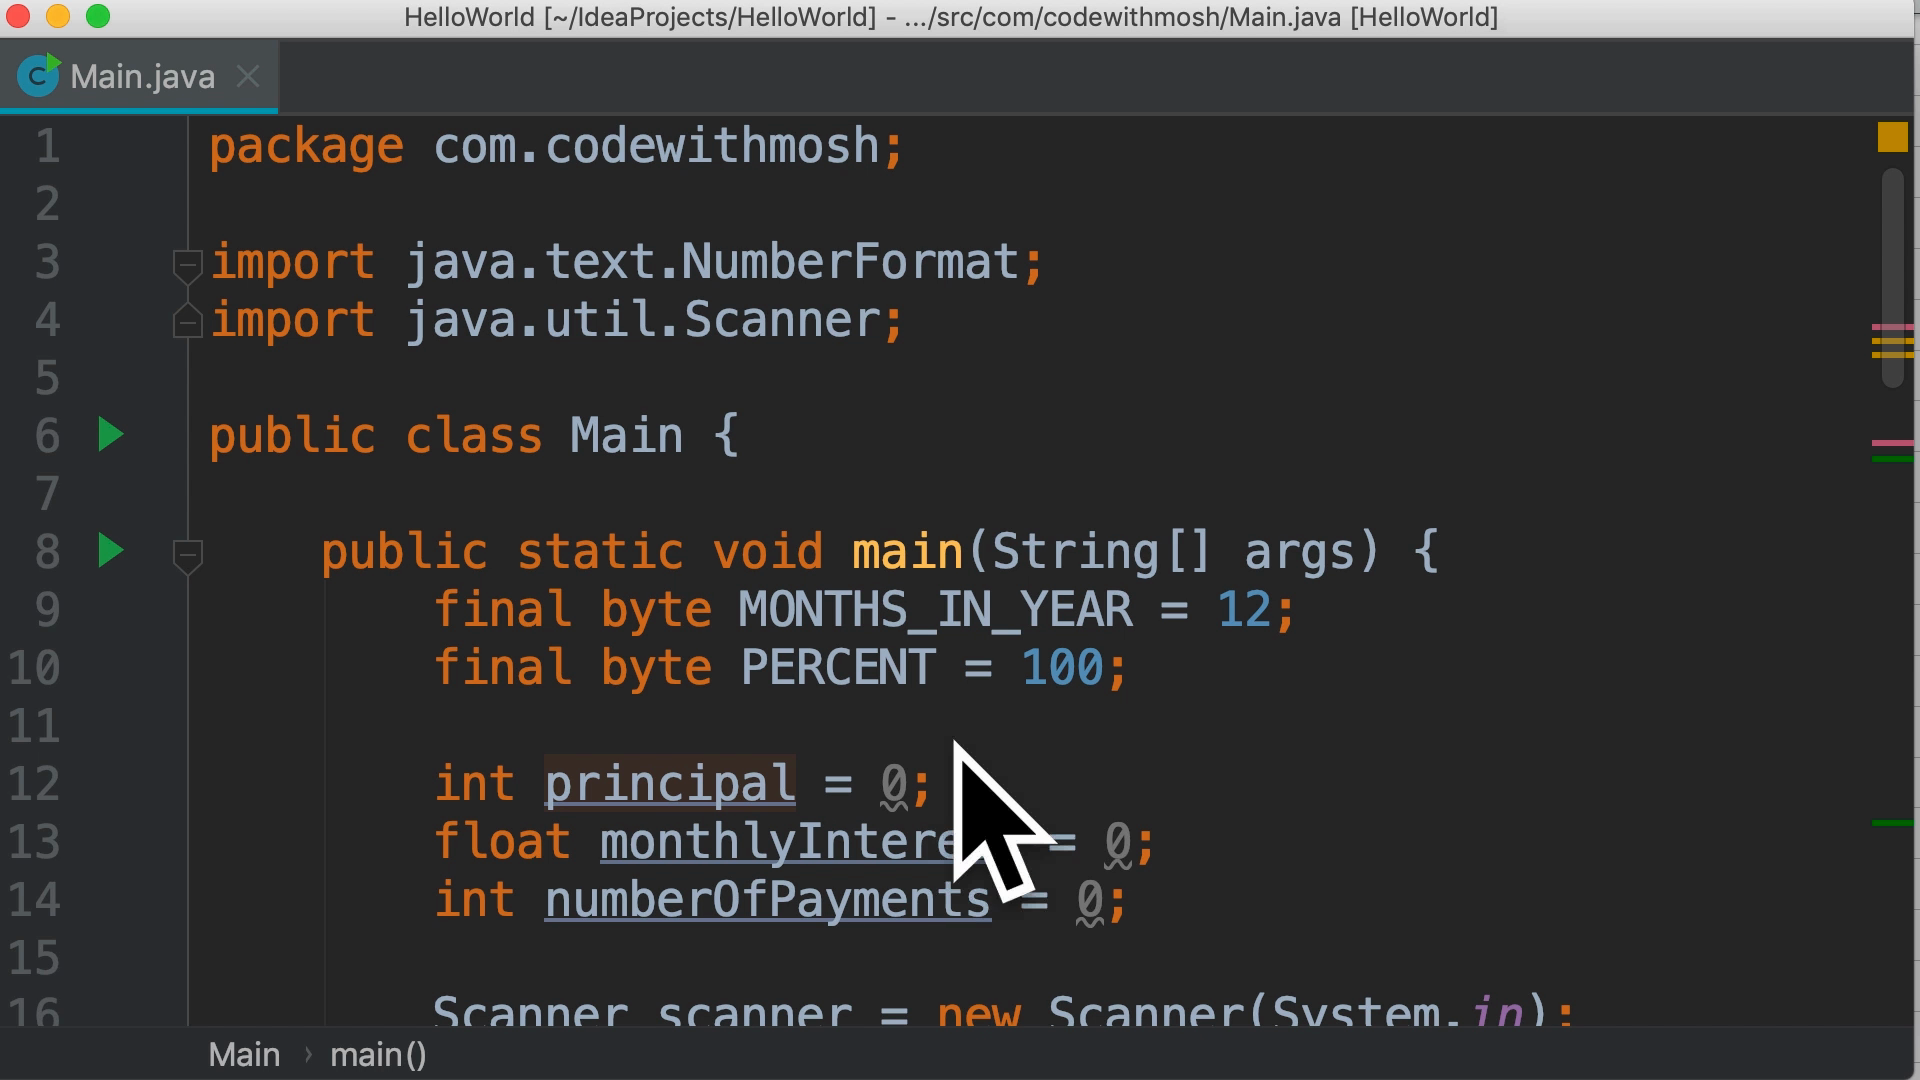 HelloWorld [~/IdeaProjects/HelloWorld] - .../src/com/codewithmosh/Main.java [HelloWorld]
C Main.java
1 package com.codewithmosh;
2
3 import java.text.NumberFormat;
4 import java.util.Scanner;
5
6 public class Main {
7
8 public static void main(String[] args) {
9 final byte MONTHS_IN_YEAR = 12;
10 final byte PERCENT = 100;
11
12 int principal = 0;
13 float = 0;
14 int numberOfPayments = 0;
15
16 Scanner scanner = new Scanner(System.in);
Main › main()